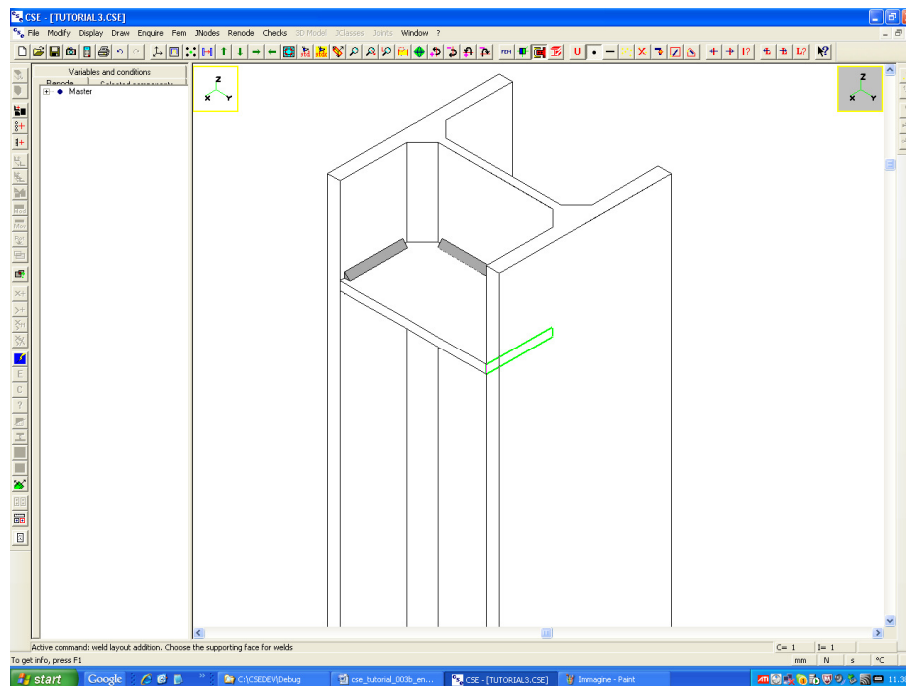 CSE - [TUTORIAL3.CSE]
File Modify Display Draw Enquire Fem JNodes Renode Checks 3D Model JClasses Joints Window ?
Variables and conditions
Renode Selected components
Master
Z
X Y
Z
X Y
Active command: weld layout addition. Choose the supporting face for welds
C= 1 I= 1
To get info, press F1
mm N s °C
start Google C:\CSEDEV\Debug cse_tutorial_003b_en... CSE - [TUTORIAL3.CSE] Immagine - Paint